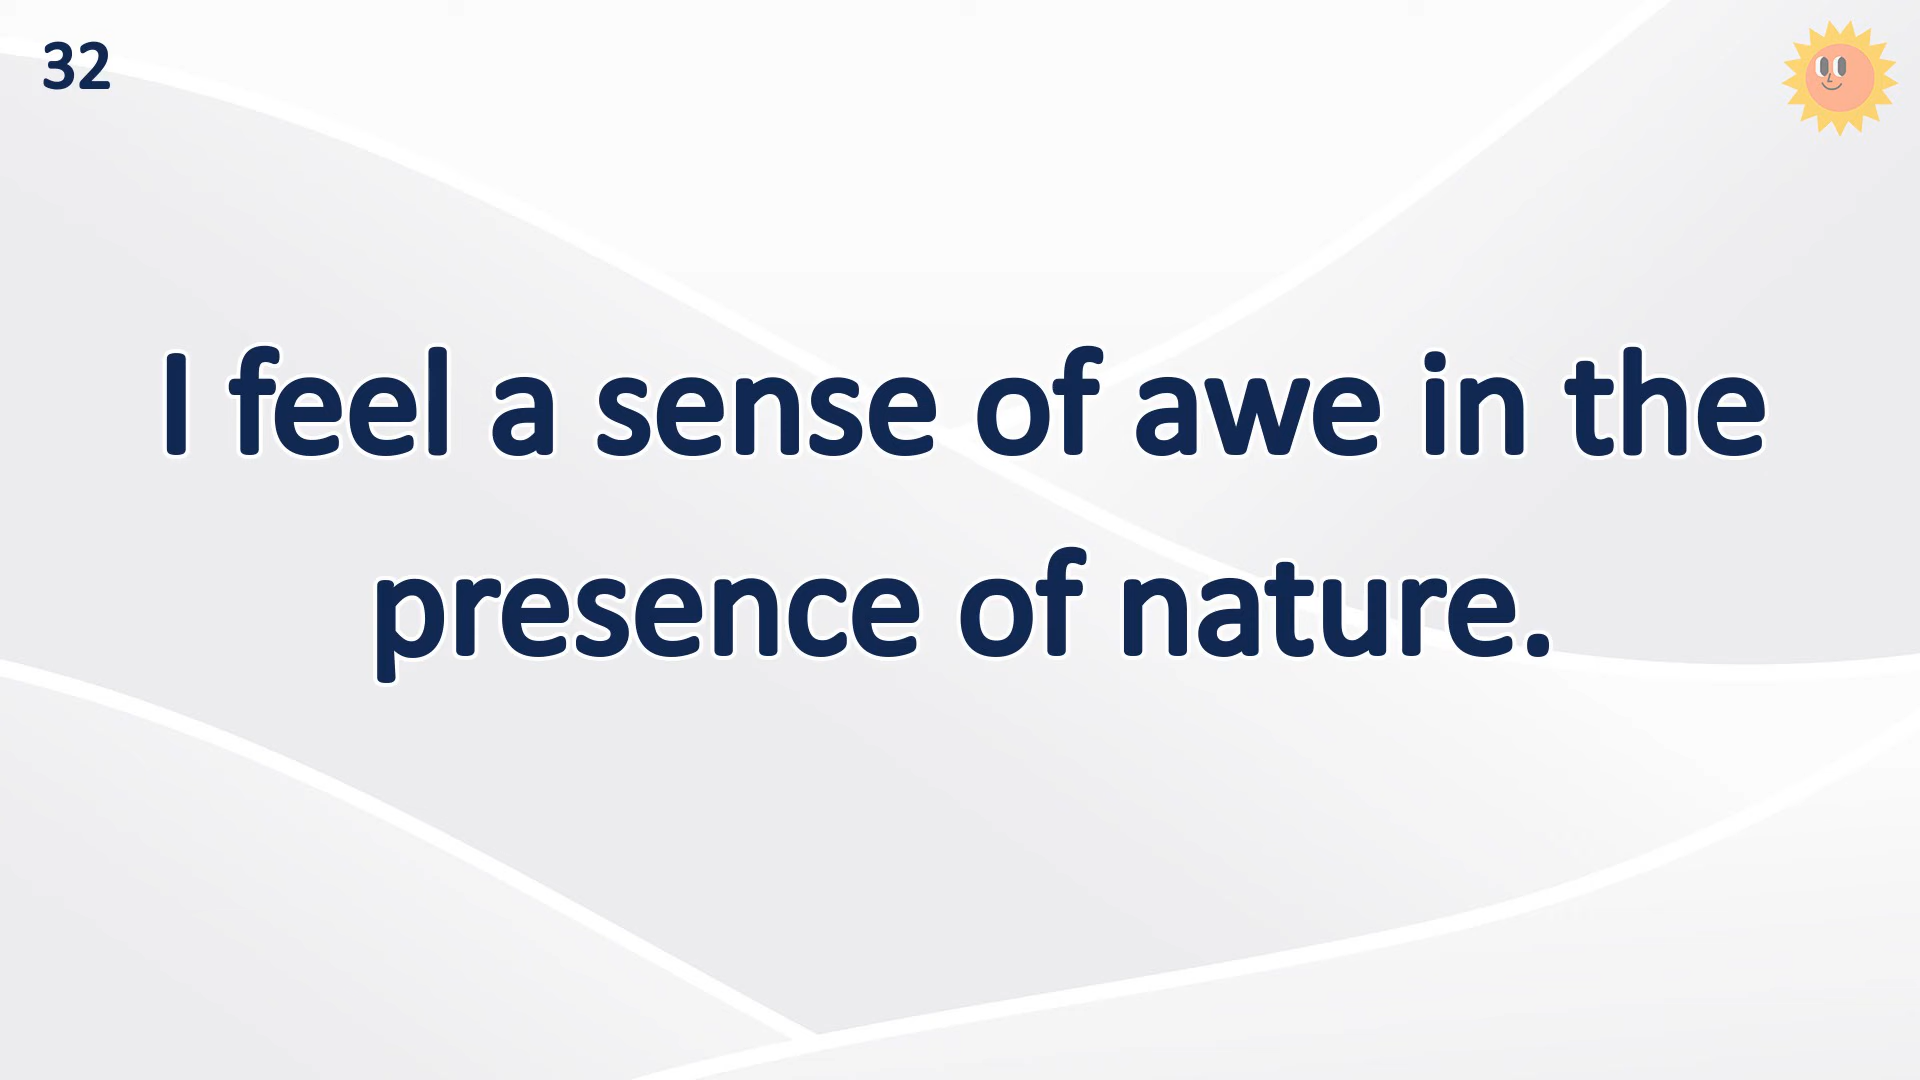 32
I feel a sense of awe in the
presence of nature.